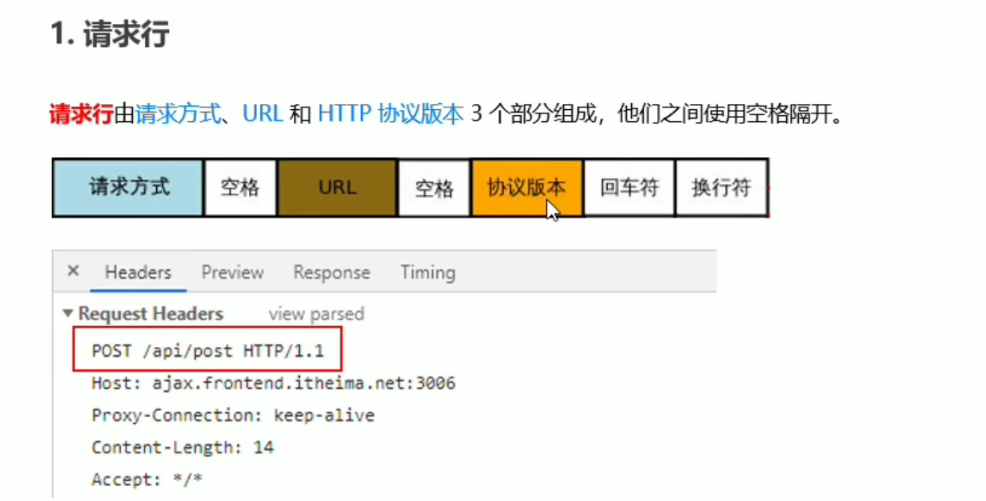 1. 请求行
请求行由请求方式、URL 和 HTTP 协议版本 3 个部分组成，他们之间使用空格隔开。
请求方式 空格 URL 空格 协议版本 回车符 换行符
× Headers Preview Response Timing
▼ Request Headers view parsed
POST /api/post HTTP/1.1
Host: ajax.frontend.itheima.net:3006
Proxy-Connection: keep-alive
Content-Length: 14
Accept: */*